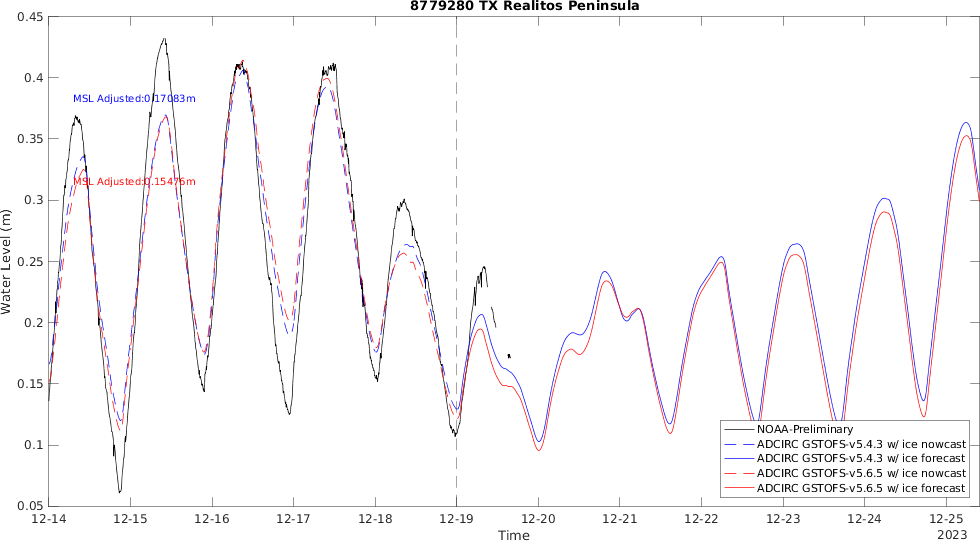 8779280 TX Realitos Peninsula
0.45
0.4
0.35
0.3
0.25
0.2
0.15
0.1
0.05
Water Level (m)
MSL Adjusted:0.17083m
MSL Adjusted:0.15476m
NOAA-Preliminary
ADCIRC GSTOFS-v5.4.3 w/ ice nowcast
ADCIRC GSTOFS-v5.4.3 w/ ice forecast
ADCIRC GSTOFS-v5.6.5 w/ ice nowcast
ADCIRC GSTOFS-v5.6.5 w/ ice forecast
12-14 12-15 12-16 12-17 12-18 12-19 12-20 12-21 12-22 12-23 12-24 12-25
Time
2023